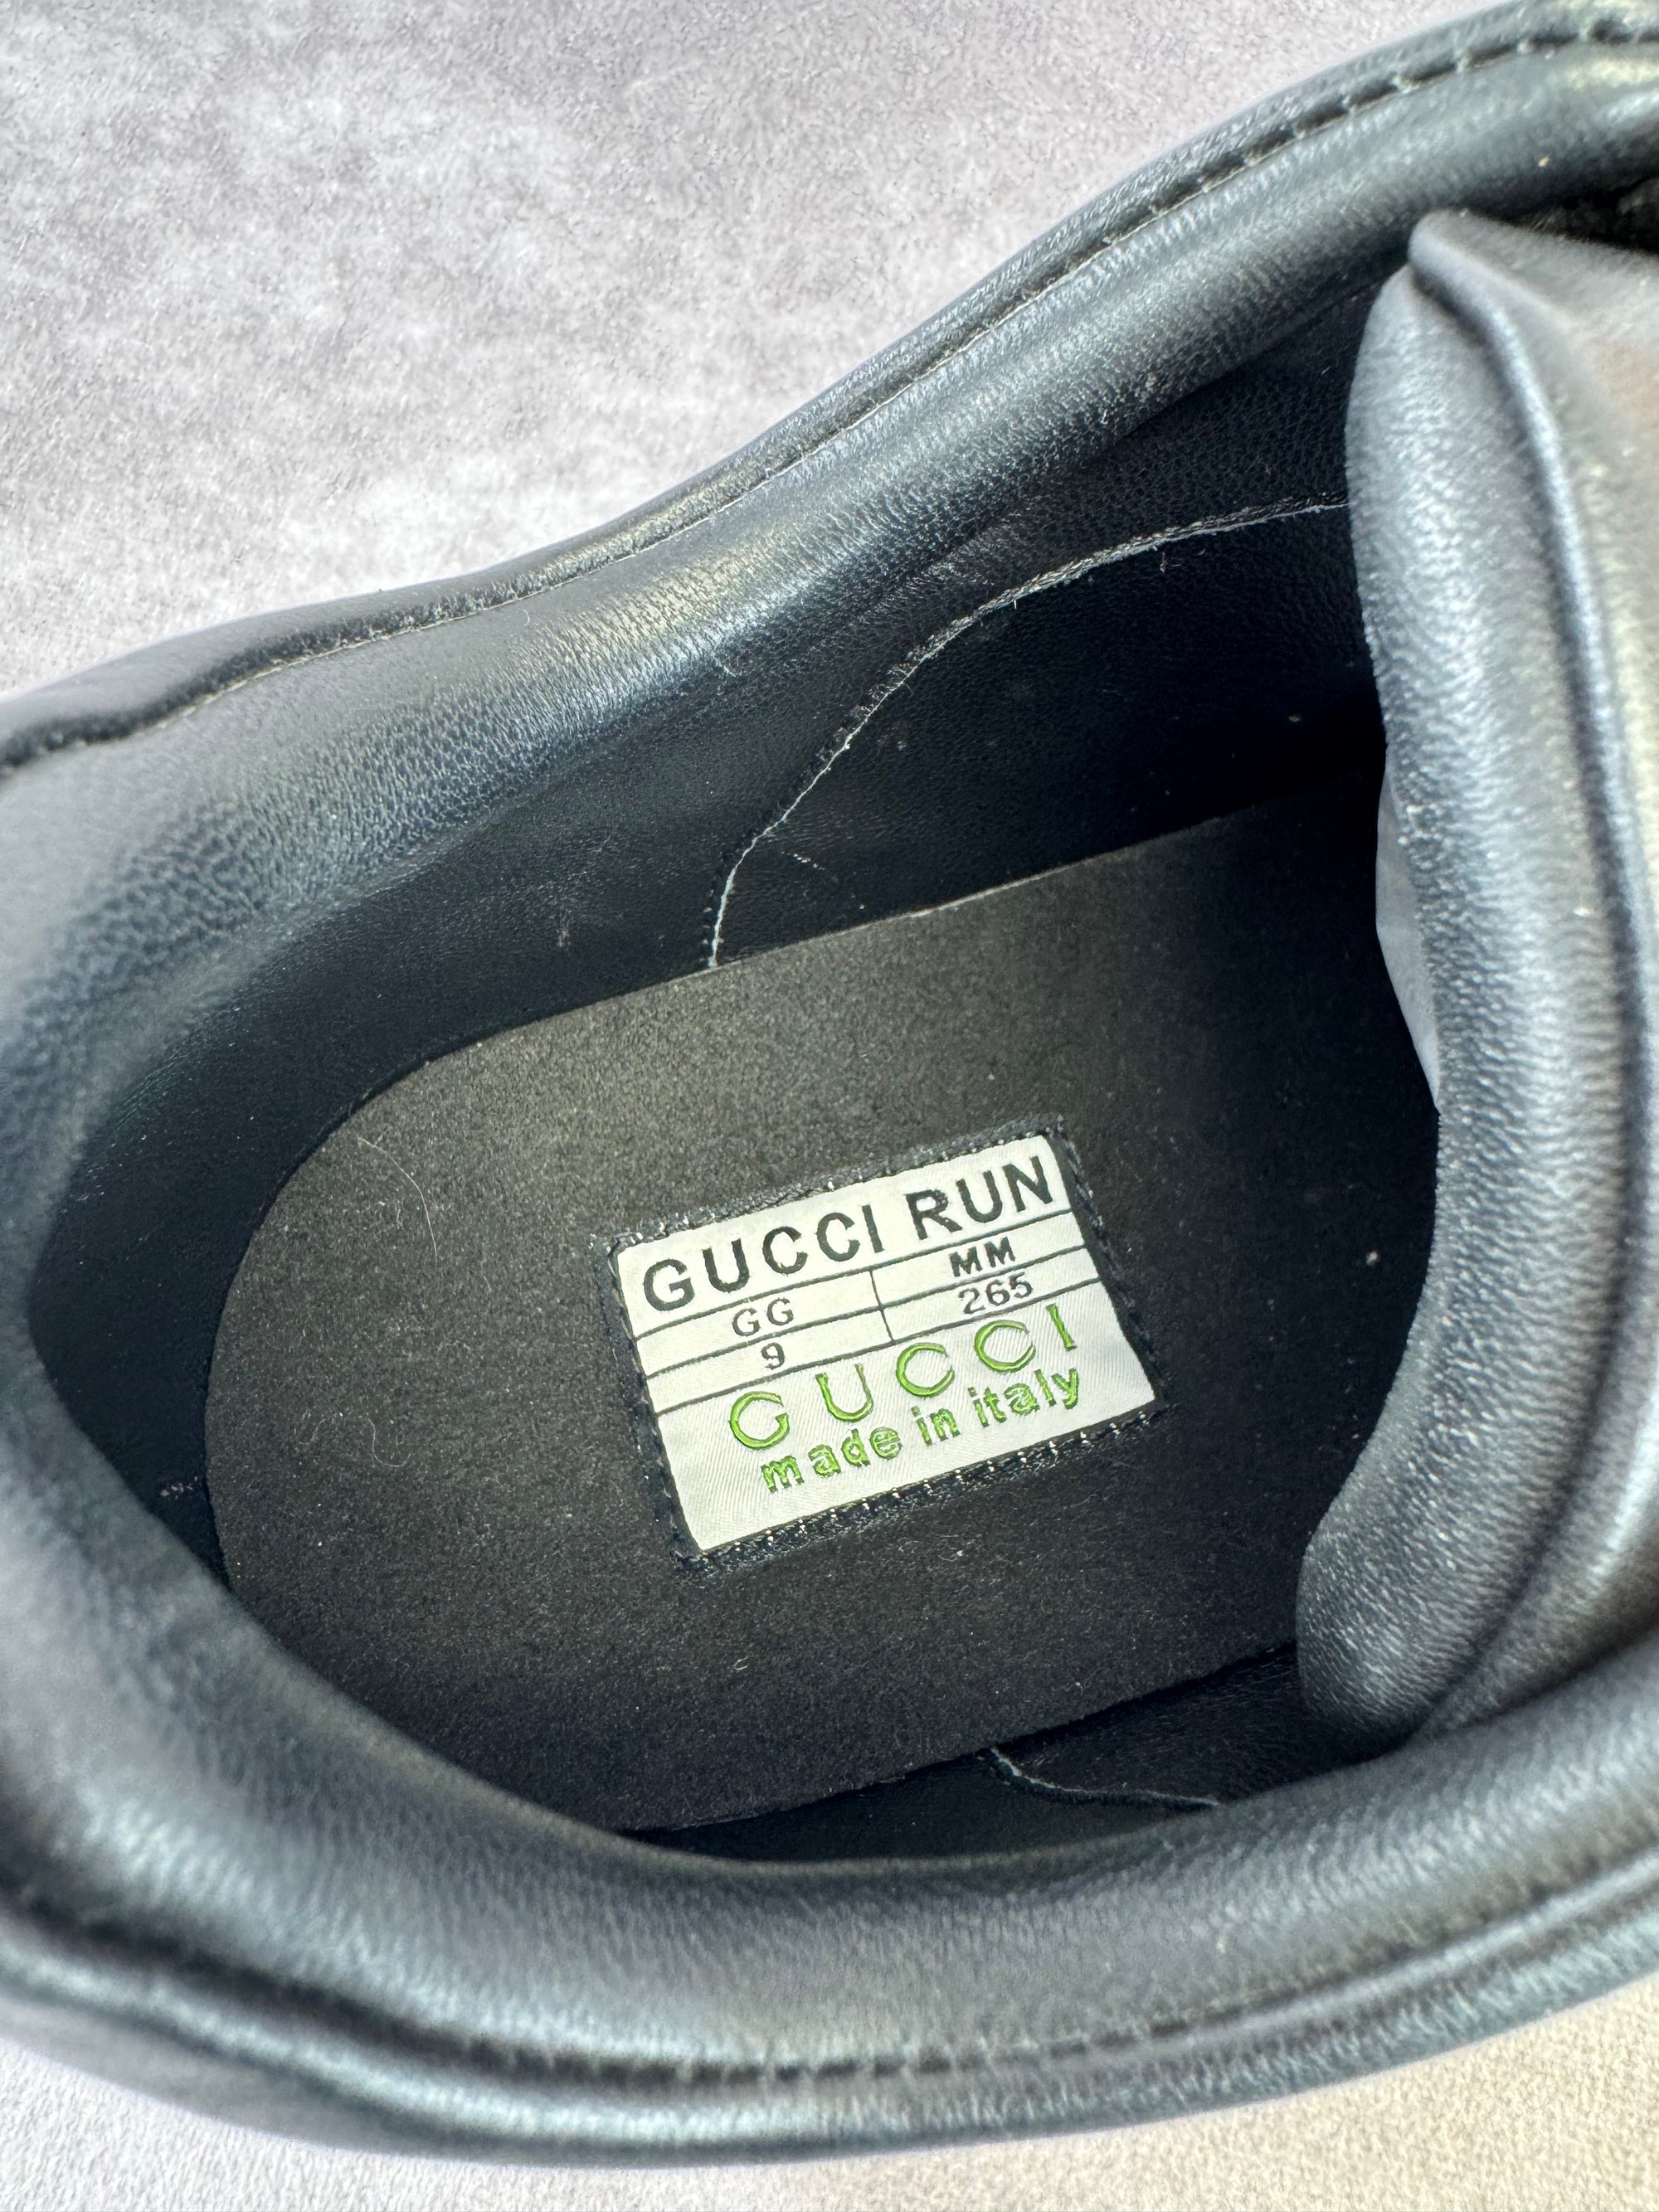 GUCCI RUN
GG MM
9 265
GUCCI
made in italy